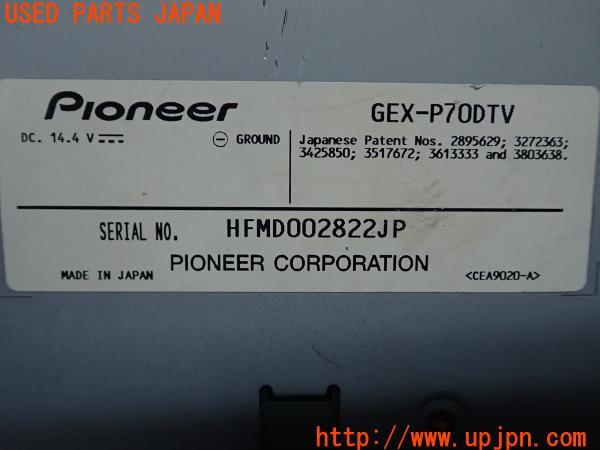 USED PARTS JAPAN
Pioneer
GEX-P70DTV
DC. 14.4 V
GROUND
Japanese Patent Nos. 2895629; 3272363;
3425850; 3517672; 3613333 and 3803638.
SERIAL NO. HFMD002822JP
PIONEER CORPORATION
MADE IN JAPAN
<CEA9020-A>
http://www.upjpn.com/